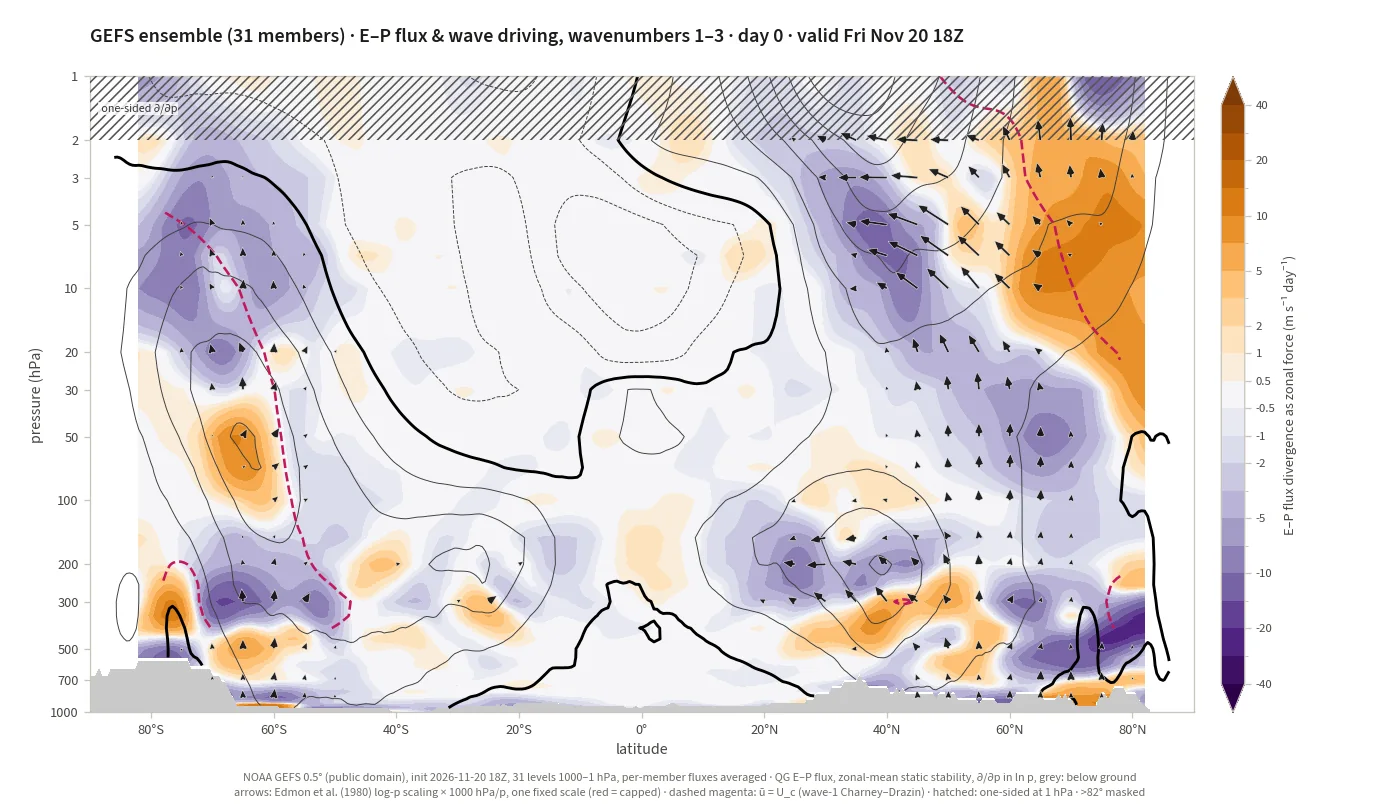 GEFS ensemble (31 members) · E–P flux & wave driving, wavenumbers 1–3 · day 0 · valid Fri Nov 20 18Z
one-sided ∂/∂p
pressure (hPa)
1
2
3
5
10
20
30
50
100
200
300
500
700
1000
80°S
60°S
40°S
20°S
0°
20°N
40°N
60°N
80°N
latitude
40
20
10
5
2
1
0.5
-0.5
-1
-2
-5
-10
-20
-40
E–P flux divergence as zonal force (m s⁻¹ day⁻¹)
NOAA GEFS 0.5° (public domain), init 2026-11-20 18Z, 31 levels 1000–1 hPa, per-member fluxes averaged · QG E–P flux, zonal-mean static stability, ∂/∂p in ln p, grey: below ground
arrows: Edmon et al. (1980) log-p scaling × 1000 hPa/p, one fixed scale (red = capped) · dashed magenta: ū = U_c (wave-1 Charney–Drazin) · hatched: one-sided at 1 hPa · >82° masked